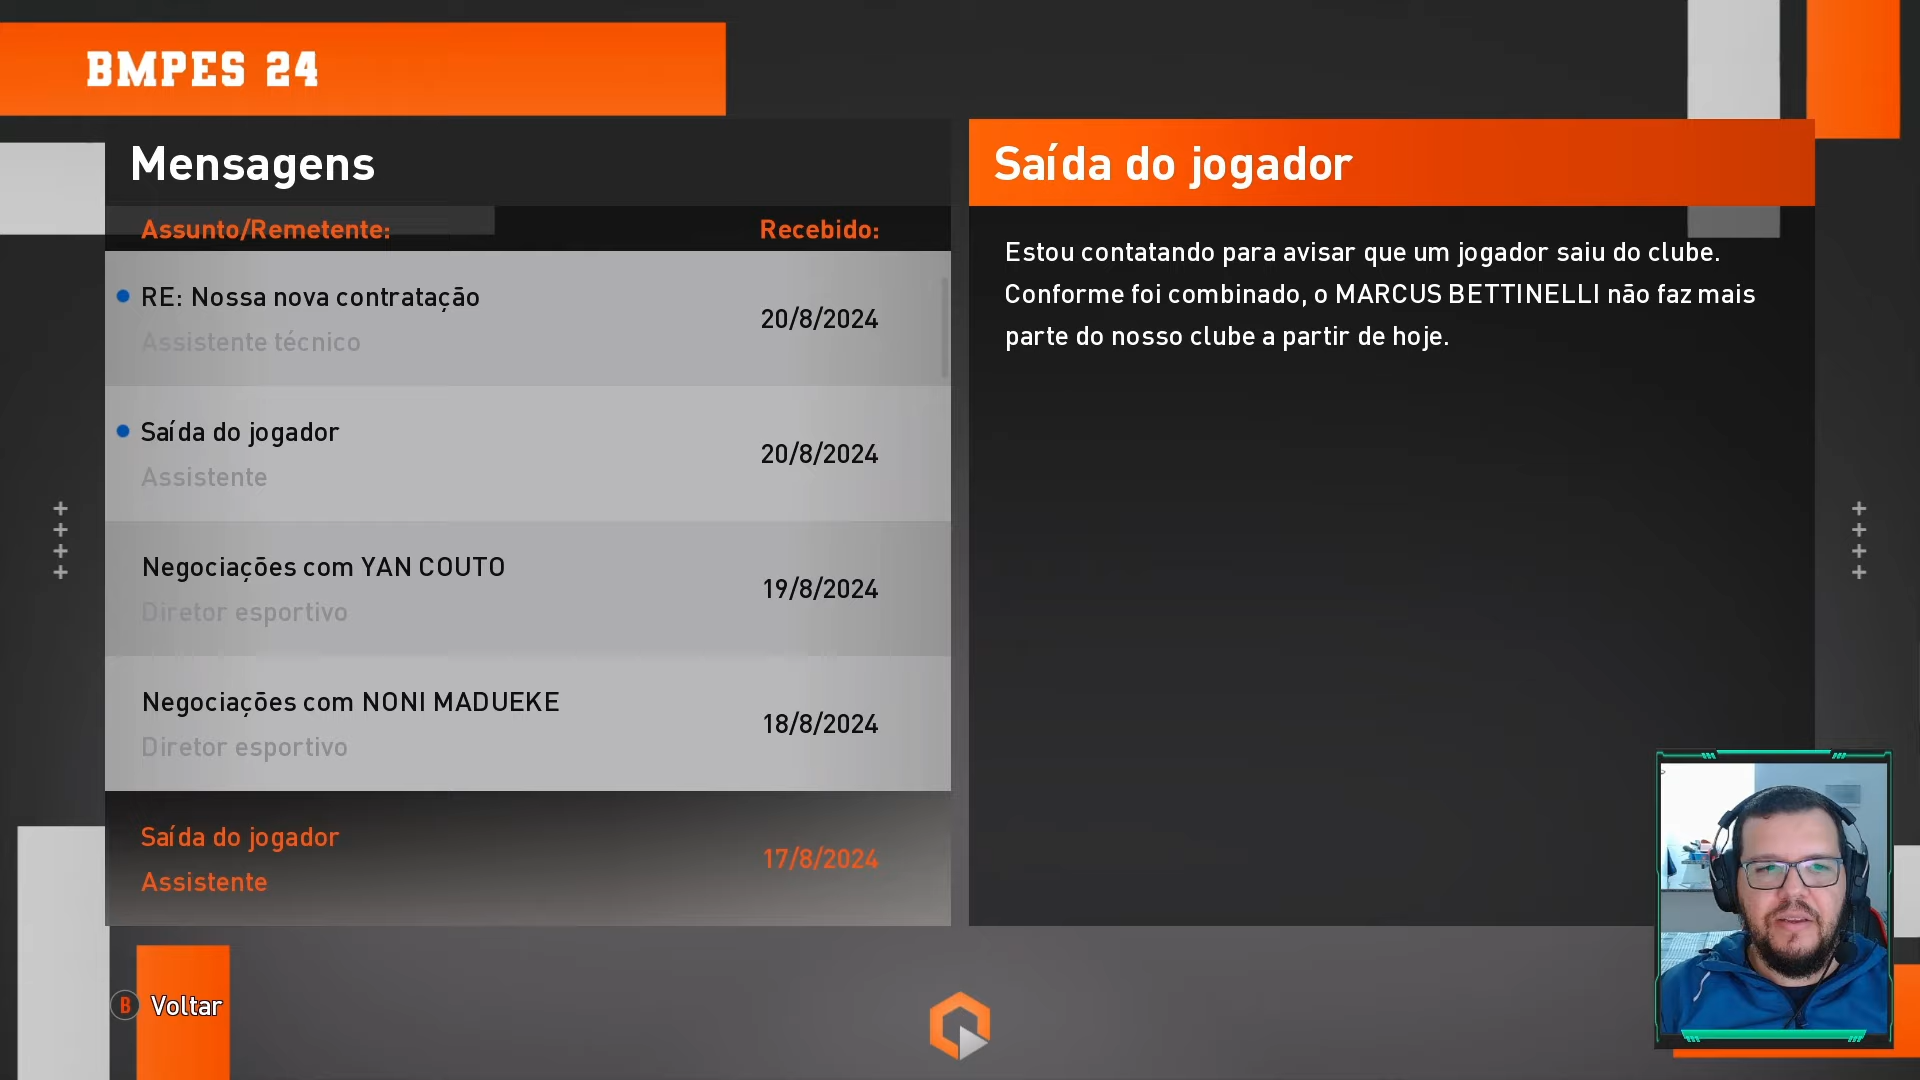 BMPES 24
Mensagens
Assunto/Remetente: Recebido:
RE: Nossa nova contratação
Assistente técnico
20/8/2024
Saída do jogador
Assistente
20/8/2024
Negociações com YAN COUTO
Diretor esportivo
19/8/2024
Negociações com NONI MADUEKE
Diretor esportivo
18/8/2024
Saída do jogador
Assistente
17/8/2024
Saída do jogador
Estou contatando para avisar que um jogador saiu do clube.
Conforme foi combinado, o MARCUS BETTINELLI não faz mais
parte do nosso clube a partir de hoje.
B Voltar